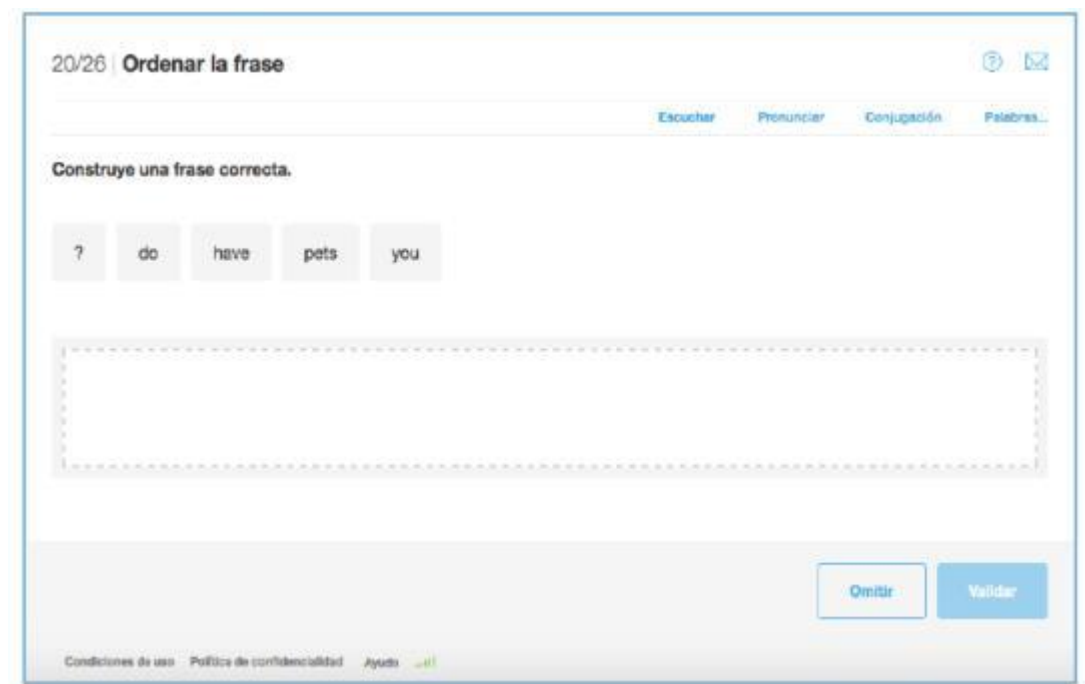 20/26 | Ordenar la frase
Escuchar Pronunciar Conjugación Palabras...
Construye una frase correcta.
? do have pets you
Omitir Validar
Condiciones de uso Política de confidencialidad Ayuda